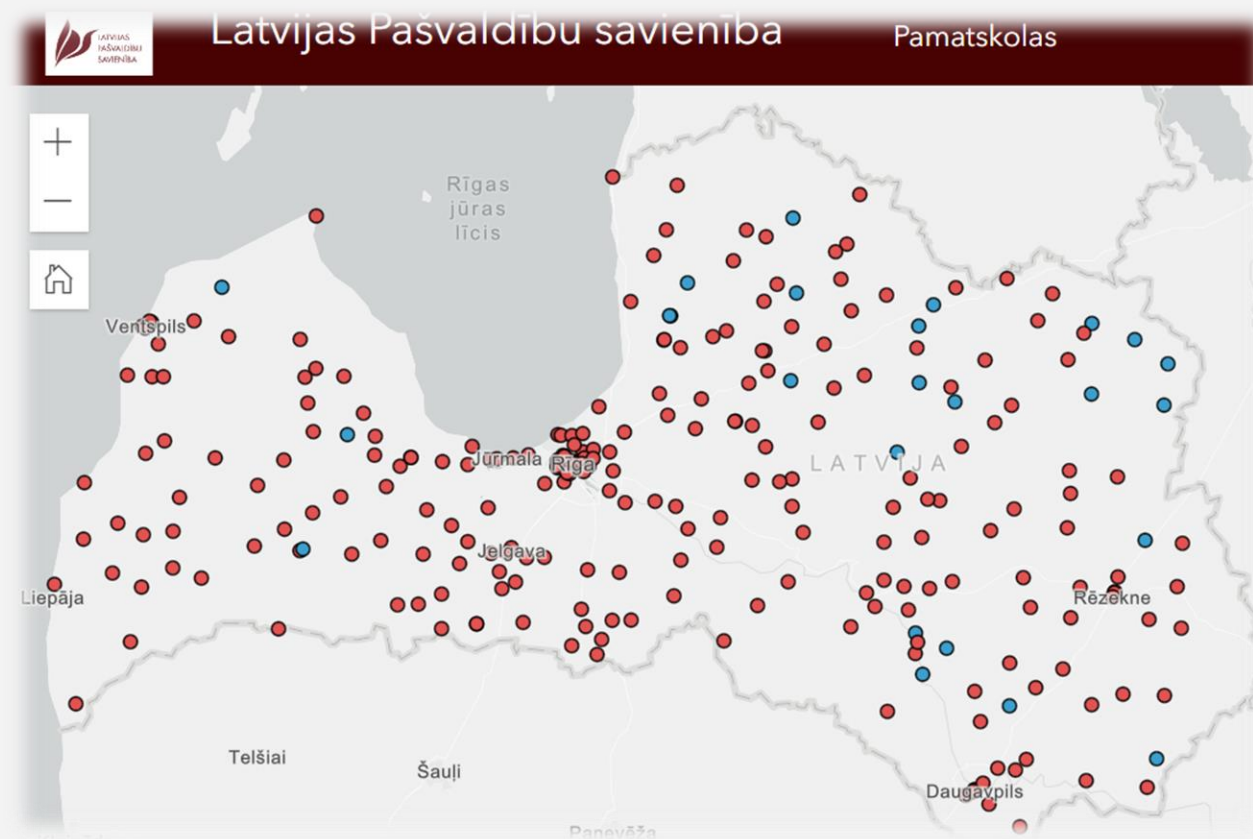 LATVIJAS
PAŠVALDĪBU
SAVIENĪBA
Latvijas Pašvaldību savienība
Pamatskolas
+
−
Rīgas
jūras
līcis
Ventspils
Jūrmala
Rīga
LATVIJA
Jelgava
Liepāja
Rēzekne
Telšiai
Šauļi
Daugavpils
Panevēža